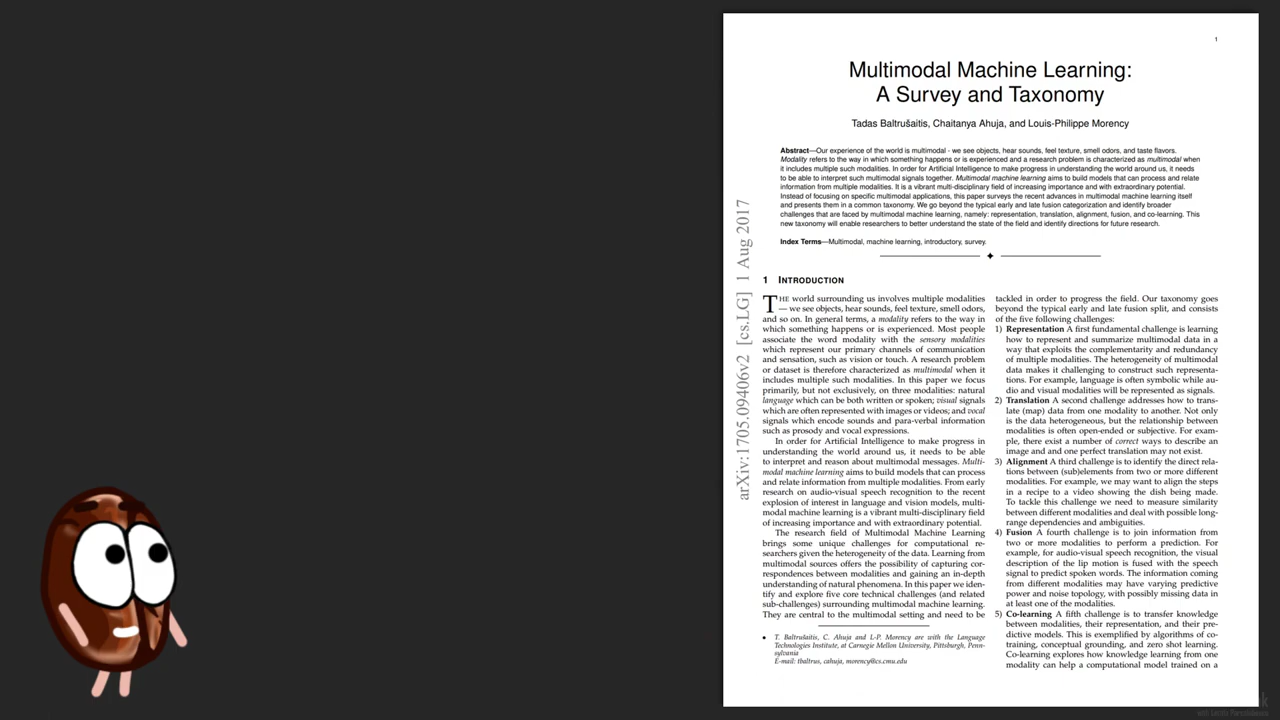 1
Multimodal Machine Learning:
A Survey and Taxonomy
Tadas Baltrušaitis, Chaitanya Ahuja, and Louis-Philippe Morency
Abstract—Our experience of the world is multimodal - we see objects, hear sounds, feel texture, smell odors, and taste flavors.
Modality refers to the way in which something happens or is experienced and a research problem is characterized as multimodal when
it includes multiple such modalities. In order for Artificial Intelligence to make progress in understanding the world around us, it needs
to be able to interpret such multimodal signals together. Multimodal machine learning aims to build models that can process and relate
information from multiple modalities. It is a vibrant multi-disciplinary field of increasing importance and with extraordinary potential.
Instead of focusing on specific multimodal applications, this paper surveys the recent advances in multimodal machine learning itself
and presents them in a common taxonomy. We go beyond the typical early and late fusion categorization and identify broader
challenges that are faced by multimodal machine learning, namely: representation, translation, alignment, fusion, and co-learning. This
new taxonomy will enable researchers to better understand the state of the field and identify directions for future research.
Index Terms—Multimodal, machine learning, introductory, survey.
arXiv:1705.09406v2 [cs.LG] 1 Aug 2017
1 INTRODUCTION
THE world surrounding us involves multiple modalities
— we see objects, hear sounds, feel texture, smell odors,
and so on. In general terms, a modality refers to the way in
which something happens or is experienced. Most people
associate the word modality with the sensory modalities
which represent our primary channels of communication
and sensation, such as vision or touch. A research problem
or dataset is therefore characterized as multimodal when it
includes multiple such modalities. In this paper we focus
primarily, but not exclusively, on three modalities: natural
language which can be both written or spoken; visual signals
which are often represented with images or videos; and vocal
signals which encode sounds and para-verbal information
such as prosody and vocal expressions.
In order for Artificial Intelligence to make progress in
understanding the world around us, it needs to be able
to interpret and reason about multimodal messages. Multi-
modal machine learning aims to build models that can process
and relate information from multiple modalities. From early
research on audio-visual speech recognition to the recent
explosion of interest in language and vision models, multi-
modal machine learning is a vibrant multi-disciplinary field
of increasing importance and with extraordinary potential.
The research field of Multimodal Machine Learning
brings some unique challenges for computational re-
searchers given the heterogeneity of the data. Learning from
multimodal sources offers the possibility of capturing cor-
respondences between modalities and gaining an in-depth
understanding of natural phenomena. In this paper we iden-
tify and explore five core technical challenges (and related
sub-challenges) surrounding multimodal machine learning.
They are central to the multimodal setting and need to be
• T. Baltrušaitis, C. Ahuja and L-P. Morency are with the Language
Technologies Institute, at Carnegie Mellon University, Pittsburgh, Penn-
sylvania
E-mail: tbaltrus, cahuja, morency@cs.cmu.edu
tackled in order to progress the field. Our taxonomy goes
beyond the typical early and late fusion split, and consists
of the five following challenges:
1) Representation A first fundamental challenge is learning
how to represent and summarize multimodal data in a
way that exploits the complementarity and redundancy
of multiple modalities. The heterogeneity of multimodal
data makes it challenging to construct such representa-
tions. For example, language is often symbolic while au-
dio and visual modalities will be represented as signals.
2) Translation A second challenge addresses how to trans-
late (map) data from one modality to another. Not only
is the data heterogeneous, but the relationship between
modalities is often open-ended or subjective. For exam-
ple, there exist a number of correct ways to describe an
image and and one perfect translation may not exist.
3) Alignment A third challenge is to identify the direct rela-
tions between (sub)elements from two or more different
modalities. For example, we may want to align the steps
in a recipe to a video showing the dish being made.
To tackle this challenge we need to measure similarity
between different modalities and deal with possible long-
range dependencies and ambiguities.
4) Fusion A fourth challenge is to join information from
two or more modalities to perform a prediction. For
example, for audio-visual speech recognition, the visual
description of the lip motion is fused with the speech
signal to predict spoken words. The information coming
from different modalities may have varying predictive
power and noise topology, with possibly missing data in
at least one of the modalities.
5) Co-learning A fifth challenge is to transfer knowledge
between modalities, their representation, and their pre-
dictive models. This is exemplified by algorithms of co-
training, conceptual grounding, and zero shot learning.
Co-learning explores how knowledge learning from one
modality can help a computational model trained on a